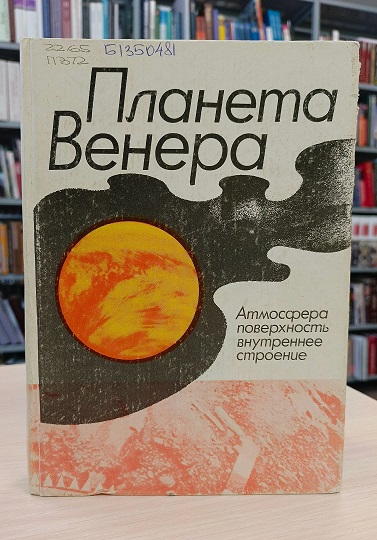 22.65 Б1350481
П372
Планета
Венера
Атмосфера
поверхность
внутреннее
строение